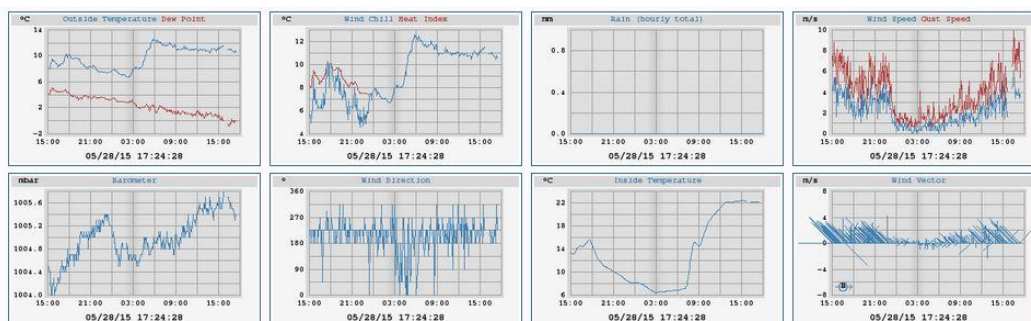 °C Outside Temperature Dew Point
14
10
6
2
-2
15:00 21:00 03:00 09:00 15:00
05/28/15 17:24:28
°C Wind Chill Heat Index
12
10
8
6
4
15:00 21:00 03:00 09:00 15:00
05/28/15 17:24:28
mm Rain (hourly total)
0.8
0.4
0.0
15:00 21:00 03:00 09:00 15:00
05/28/15 17:24:28
m/s Wind Speed Gust Speed
10
8
6
4
2
0
15:00 21:00 03:00 09:00 15:00
05/28/15 17:24:28
mbar Barometer
1005.6
1005.2
1004.8
1004.4
1004.0
15:00 21:00 03:00 09:00 15:00
05/28/15 17:24:28
° Wind Direction
360
270
180
90
0
15:00 21:00 03:00 09:00 15:00
05/28/15 17:24:28
°C Inside Temperature
22
18
14
10
6
15:00 21:00 03:00 09:00 15:00
05/28/15 17:24:28
m/s Wind Vector
8
4
0
-4
-8
N
15:00 21:00 03:00 09:00 15:00
05/28/15 17:24:28